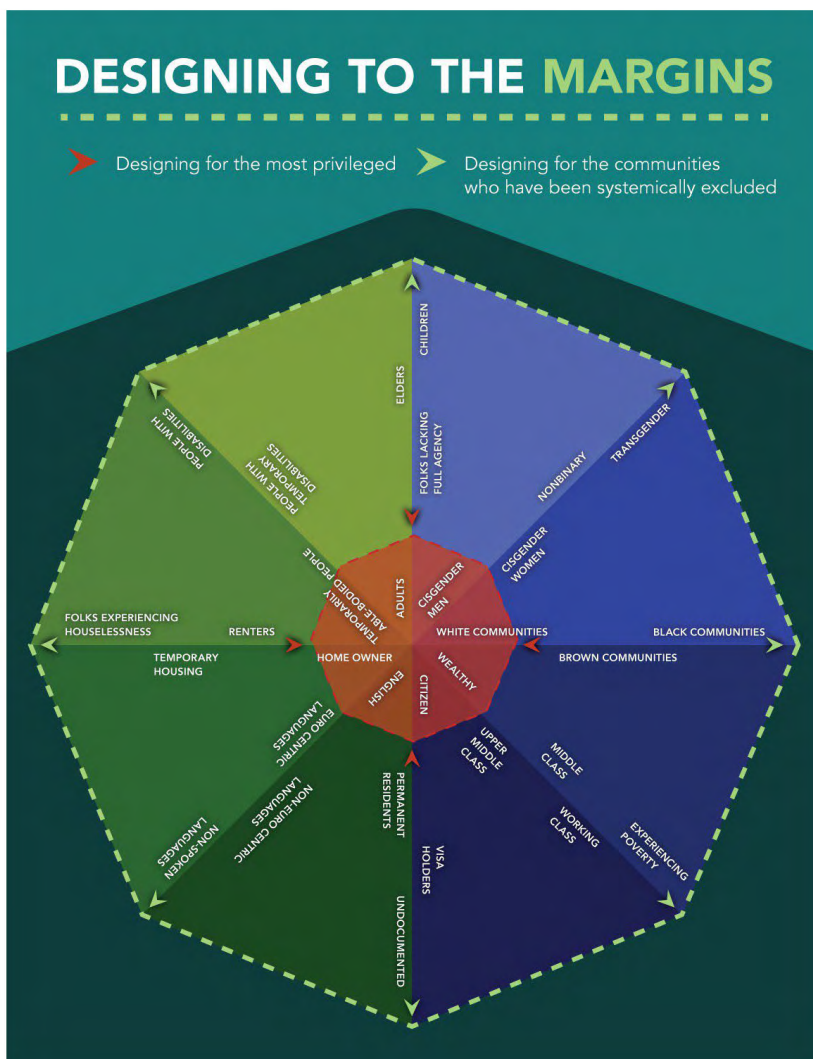 DESIGNING TO THE MARGINS
Designing for the most privileged
Designing for the communities
who have been systemically excluded
CHILDREN
ELDERS
FOLKS LACKING
FULL AGENCY
ADULTS
TRANSGENDER
NONBINARY
CISGENDER
WOMEN
CISGENDER
MEN
BLACK COMMUNITIES
BROWN COMMUNITIES
WHITE COMMUNITIES
EXPERIENCING
POVERTY
WORKING
CLASS
MIDDLE
CLASS
UPPER
MIDDLE
CLASS
WEALTHY
UNDOCUMENTED
VISA
HOLDERS
PERMANENT
RESIDENTS
CITIZEN
NON-SPOKEN
LANGUAGES
NON-EURO CENTRIC
LANGUAGES
EURO CENTRIC
LANGUAGES
ENGLISH
FOLKS EXPERIENCING
HOUSELESSNESS
TEMPORARY
HOUSING
RENTERS
HOME OWNER
PEOPLE WITH
DISABILITIES
PEOPLE WITH
TEMPORARY
DISABILITIES
TEMPORARILY
ABLE-BODIED PEOPLE